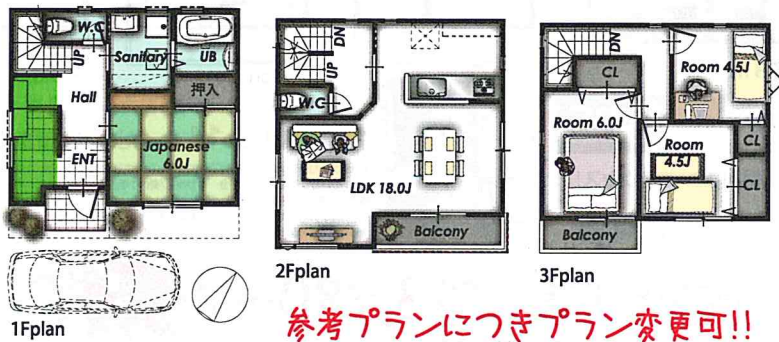 W.C
UP
Sanitary
UB
Hall
押入
Japanese
6.0J
ENT
1Fplan
DN
UP
W.C
LDK 18.0J
Balcony
2Fplan
DN
CL
Room 4.5J
Room 6.0J
Room
4.5J
CL
CL
Balcony
3Fplan
参考プランにつきプラン変更可!!